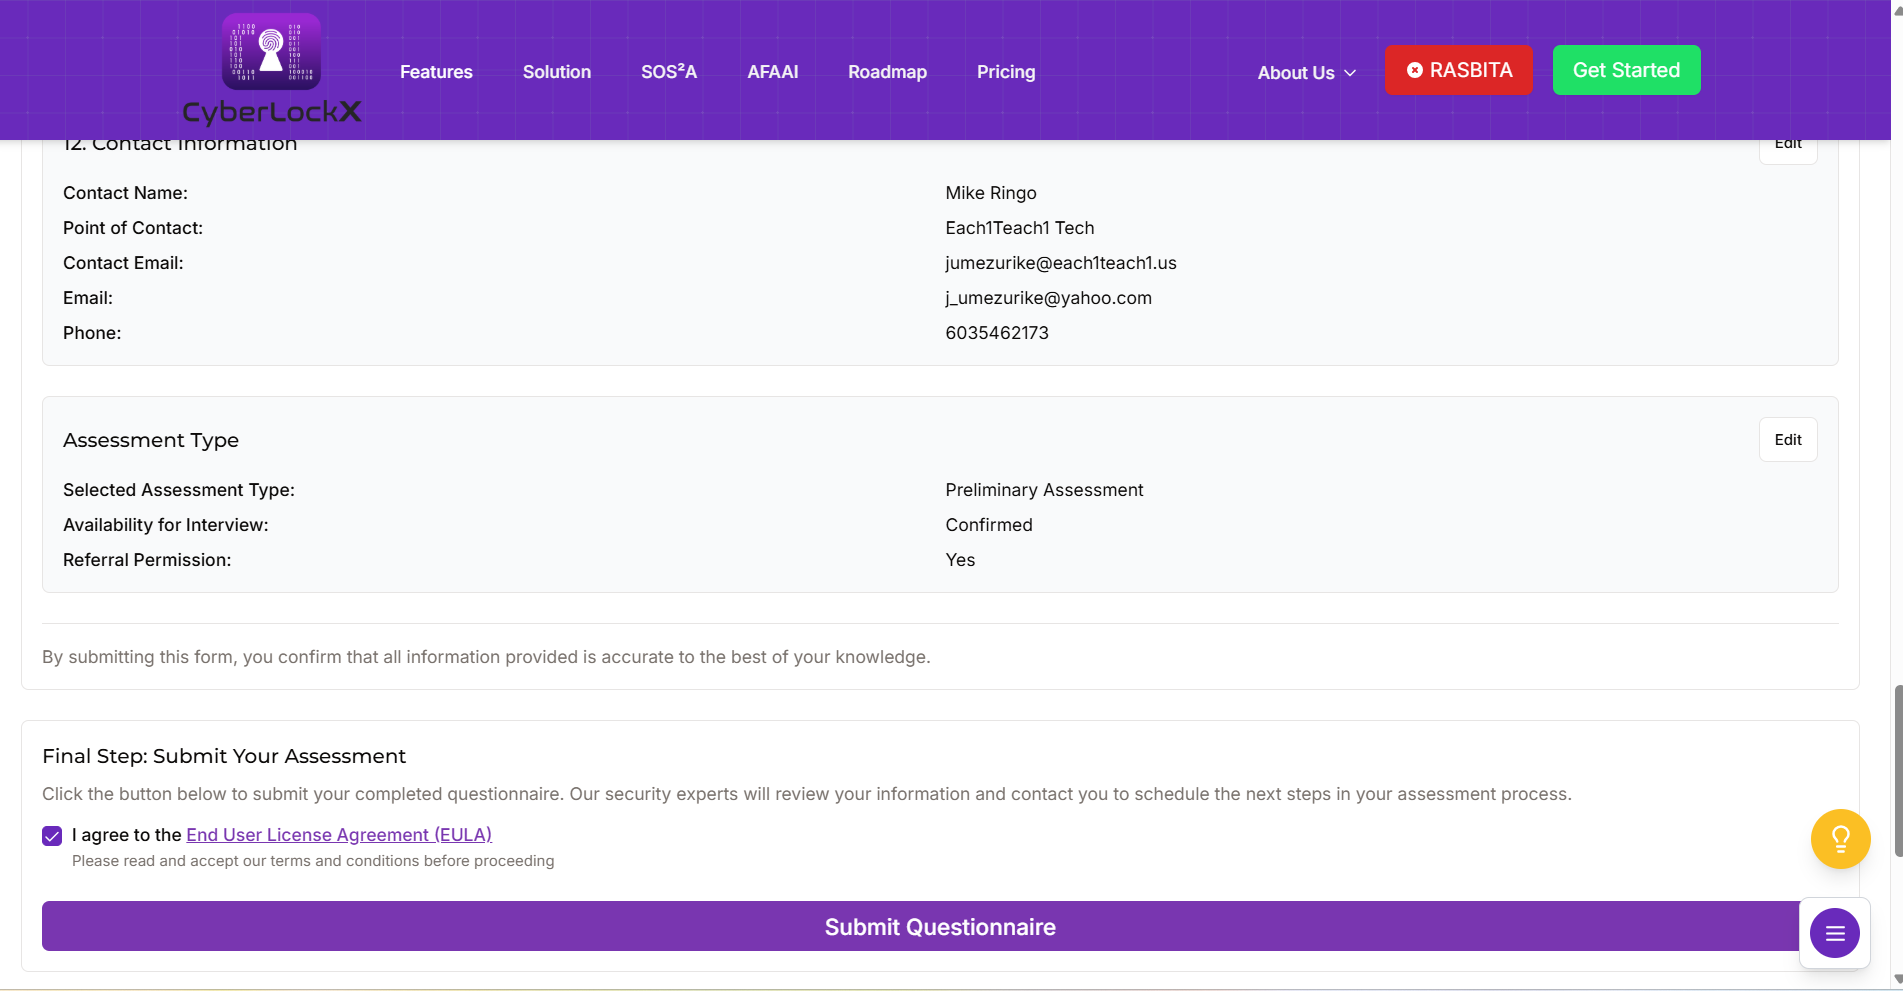 CyberLockX
Features Solution SOS²A AFAAI Roadmap Pricing About Us RASBITA Get Started
12. Contact Information Edit
Contact Name: Mike Ringo
Point of Contact: Each1Teach1 Tech
Contact Email: jumezurike@each1teach1.us
Email: j_umezurike@yahoo.com
Phone: 6035462173
Assessment Type Edit
Selected Assessment Type: Preliminary Assessment
Availability for Interview: Confirmed
Referral Permission: Yes
By submitting this form, you confirm that all information provided is accurate to the best of your knowledge.
Final Step: Submit Your Assessment
Click the button below to submit your completed questionnaire. Our security experts will review your information and contact you to schedule the next steps in your assessment process.
I agree to the End User License Agreement (EULA)
Please read and accept our terms and conditions before proceeding
Submit Questionnaire